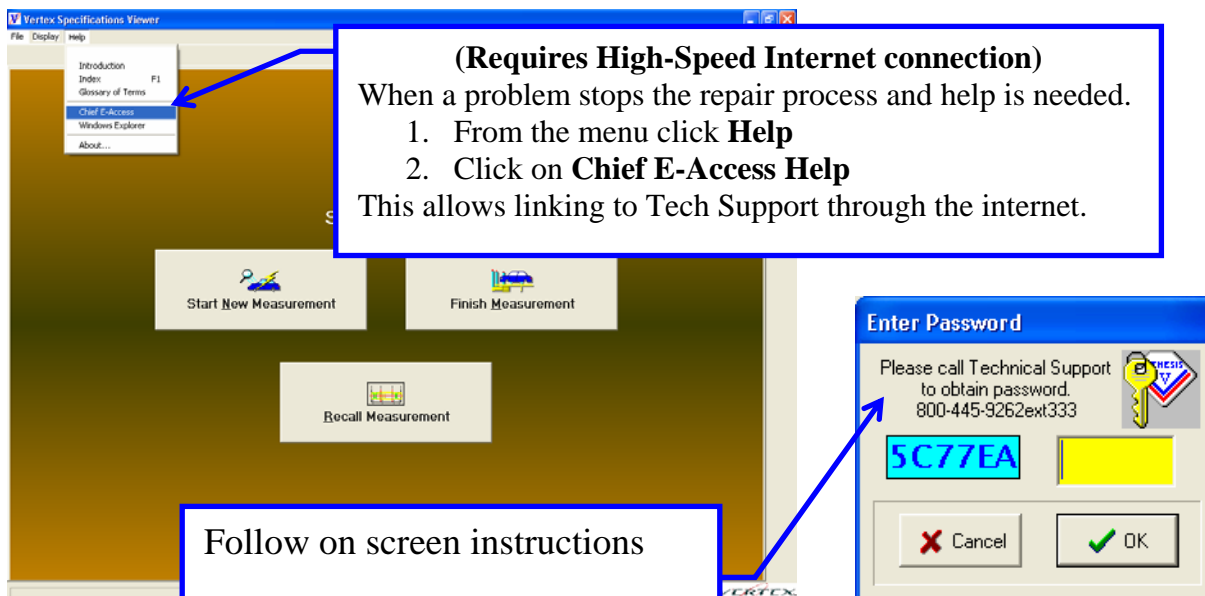 Vertex Specifications Viewer
File Display Help
Introduction
Index F1
Glossary of Terms
Chief E-Access
Windows Explorer
About...
(Requires High-Speed Internet connection)
When a problem stops the repair process and help is needed.
1. From the menu click Help
2. Click on Chief E-Access Help
This allows linking to Tech Support through the internet.
S
Start New Measurement
Finish Measurement
Recall Measurement
Enter Password
Please call Technical Support
to obtain password.
800-445-9262ext333
5C77EA
Cancel
OK
Follow on screen instructions
VERTEX